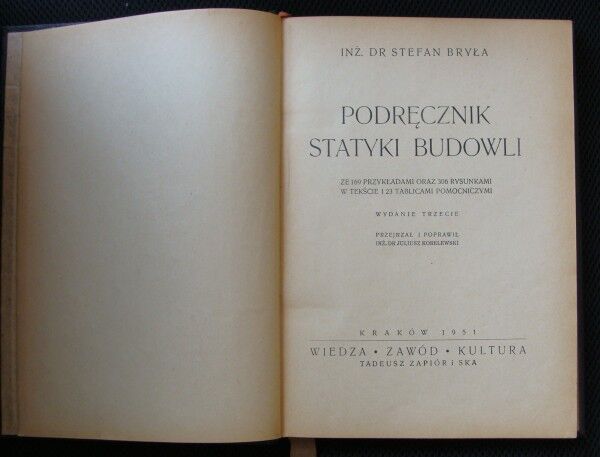 INŻ. DR STEFAN BRYŁA
PODRĘCZNIK
STATYKI BUDOWLI
ZE 169 PRZYKŁADAMI ORAZ 306 RYSUNKAMI
W TEKŚCIE I 23 TABLICAMI POMOCNICZYMI
WYDANIE TRZECIE
PRZEJRZAŁ I POPRAWIŁ
INŻ. DR JULIUSZ KORELEWSKI
KRAKÓW 1951
WIEDZA • ZAWÓD • KULTURA
TADEUSZ ZAPIÓR i SKA